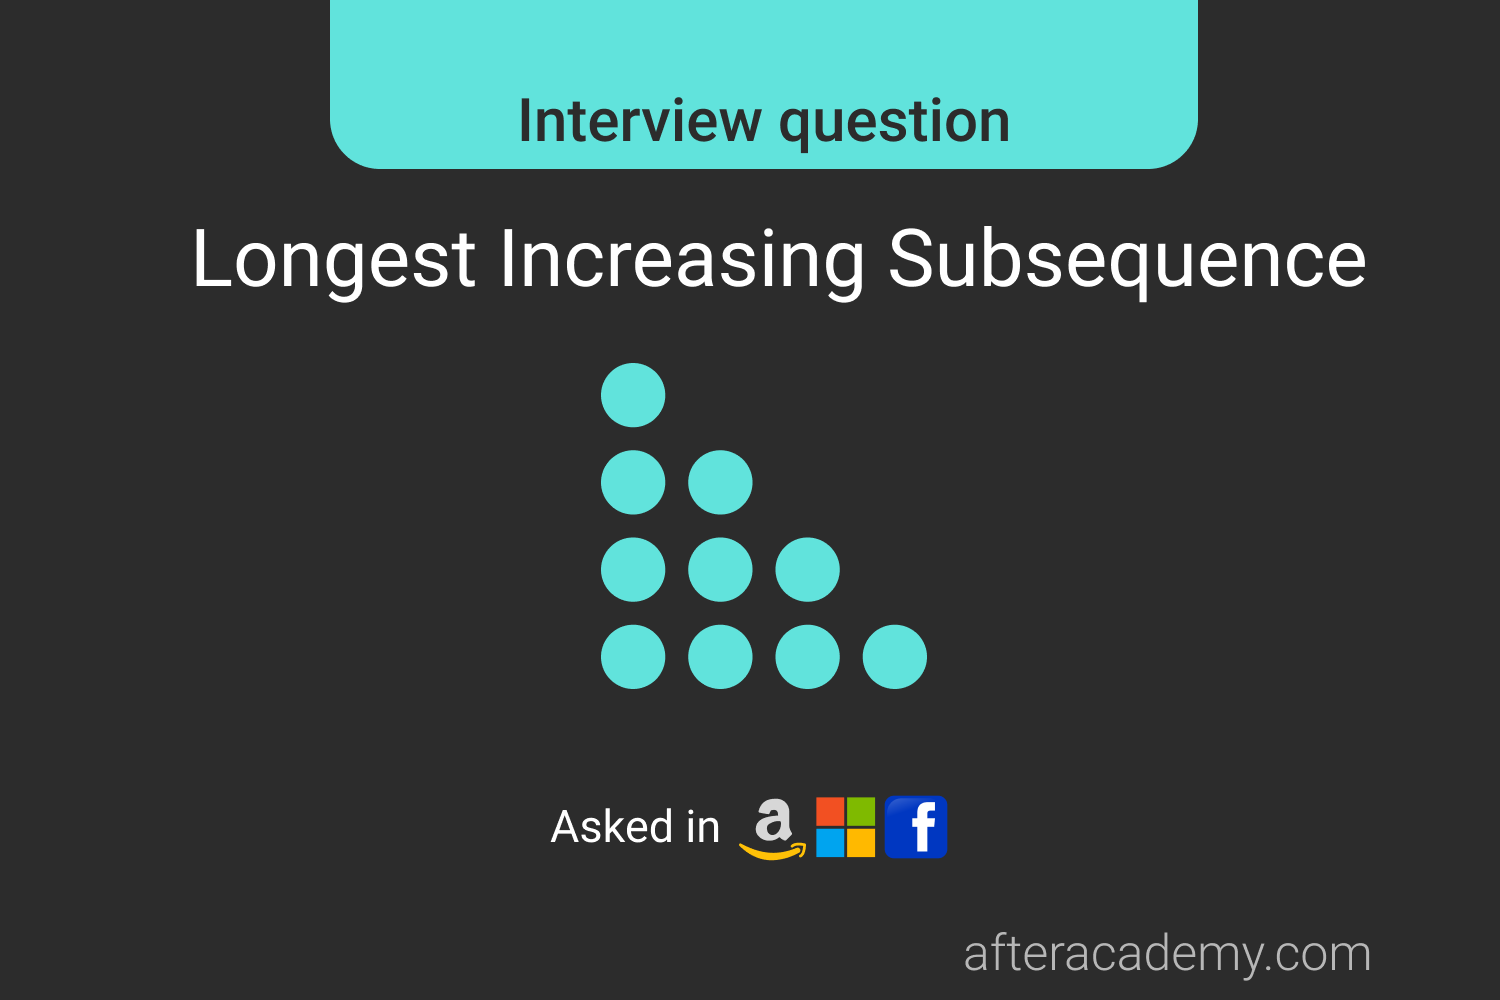 Interview question
Longest Increasing Subsequence
Asked in
afteracademy.com